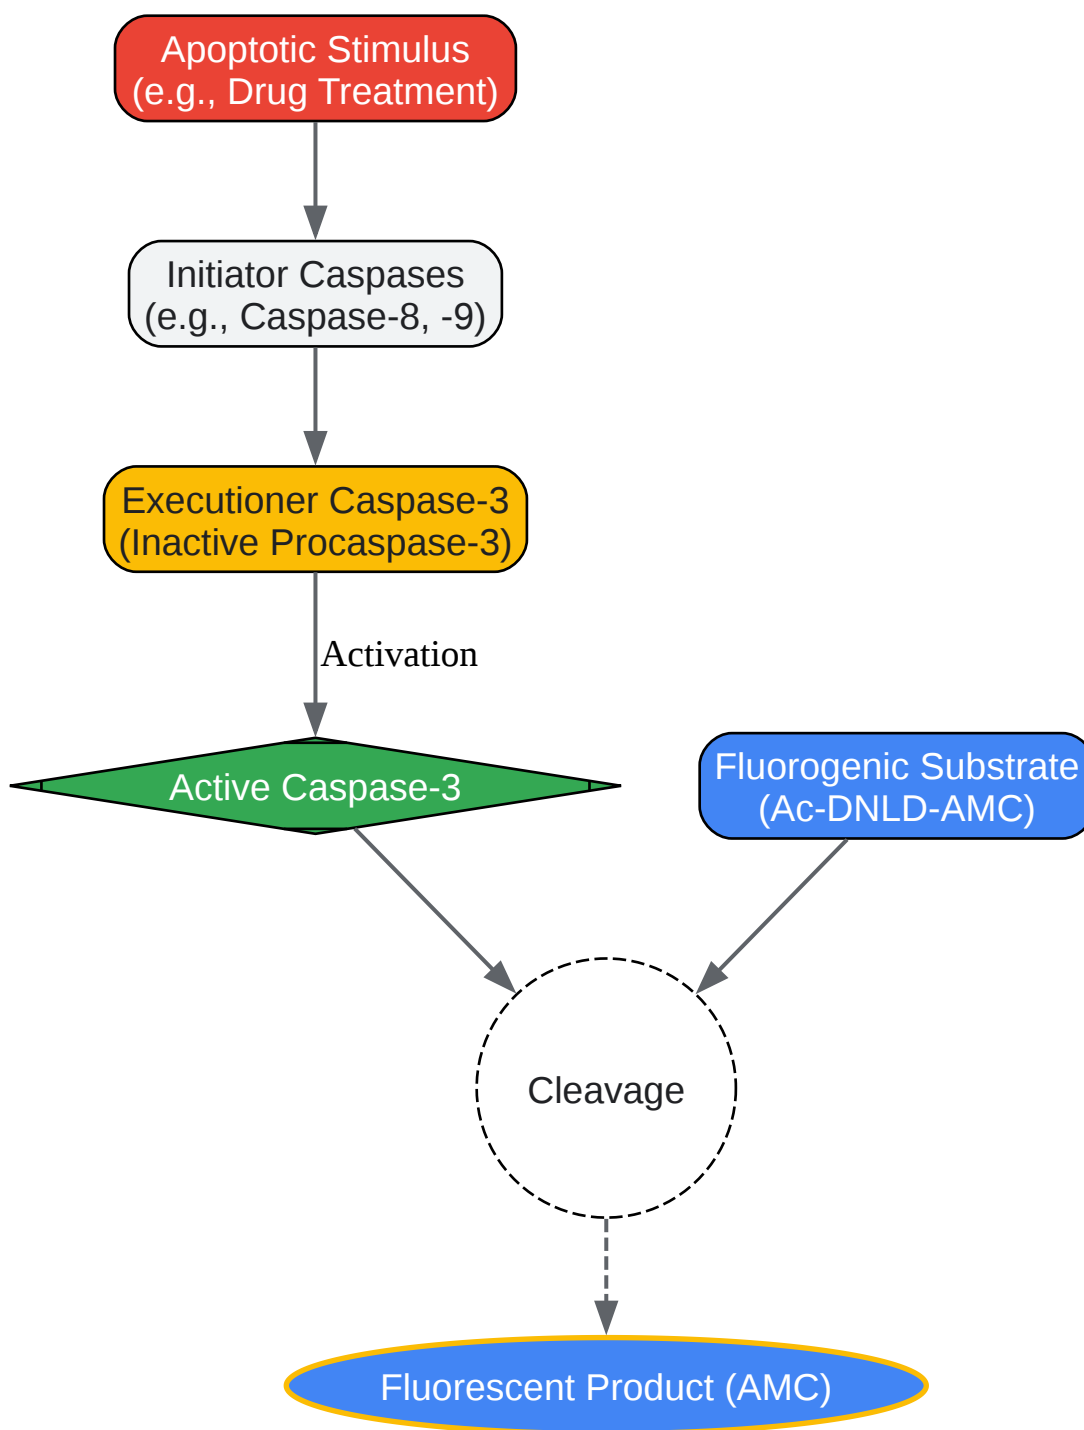 Apoptotic Stimulus
(e.g., Drug Treatment)
Initiator Caspases
(e.g., Caspase-8, -9)
Executioner Caspase-3
(Inactive Procaspase-3)
Activation
Active Caspase-3
Fluorogenic Substrate
(Ac-DNLD-AMC)
Cleavage
Fluorescent Product (AMC)